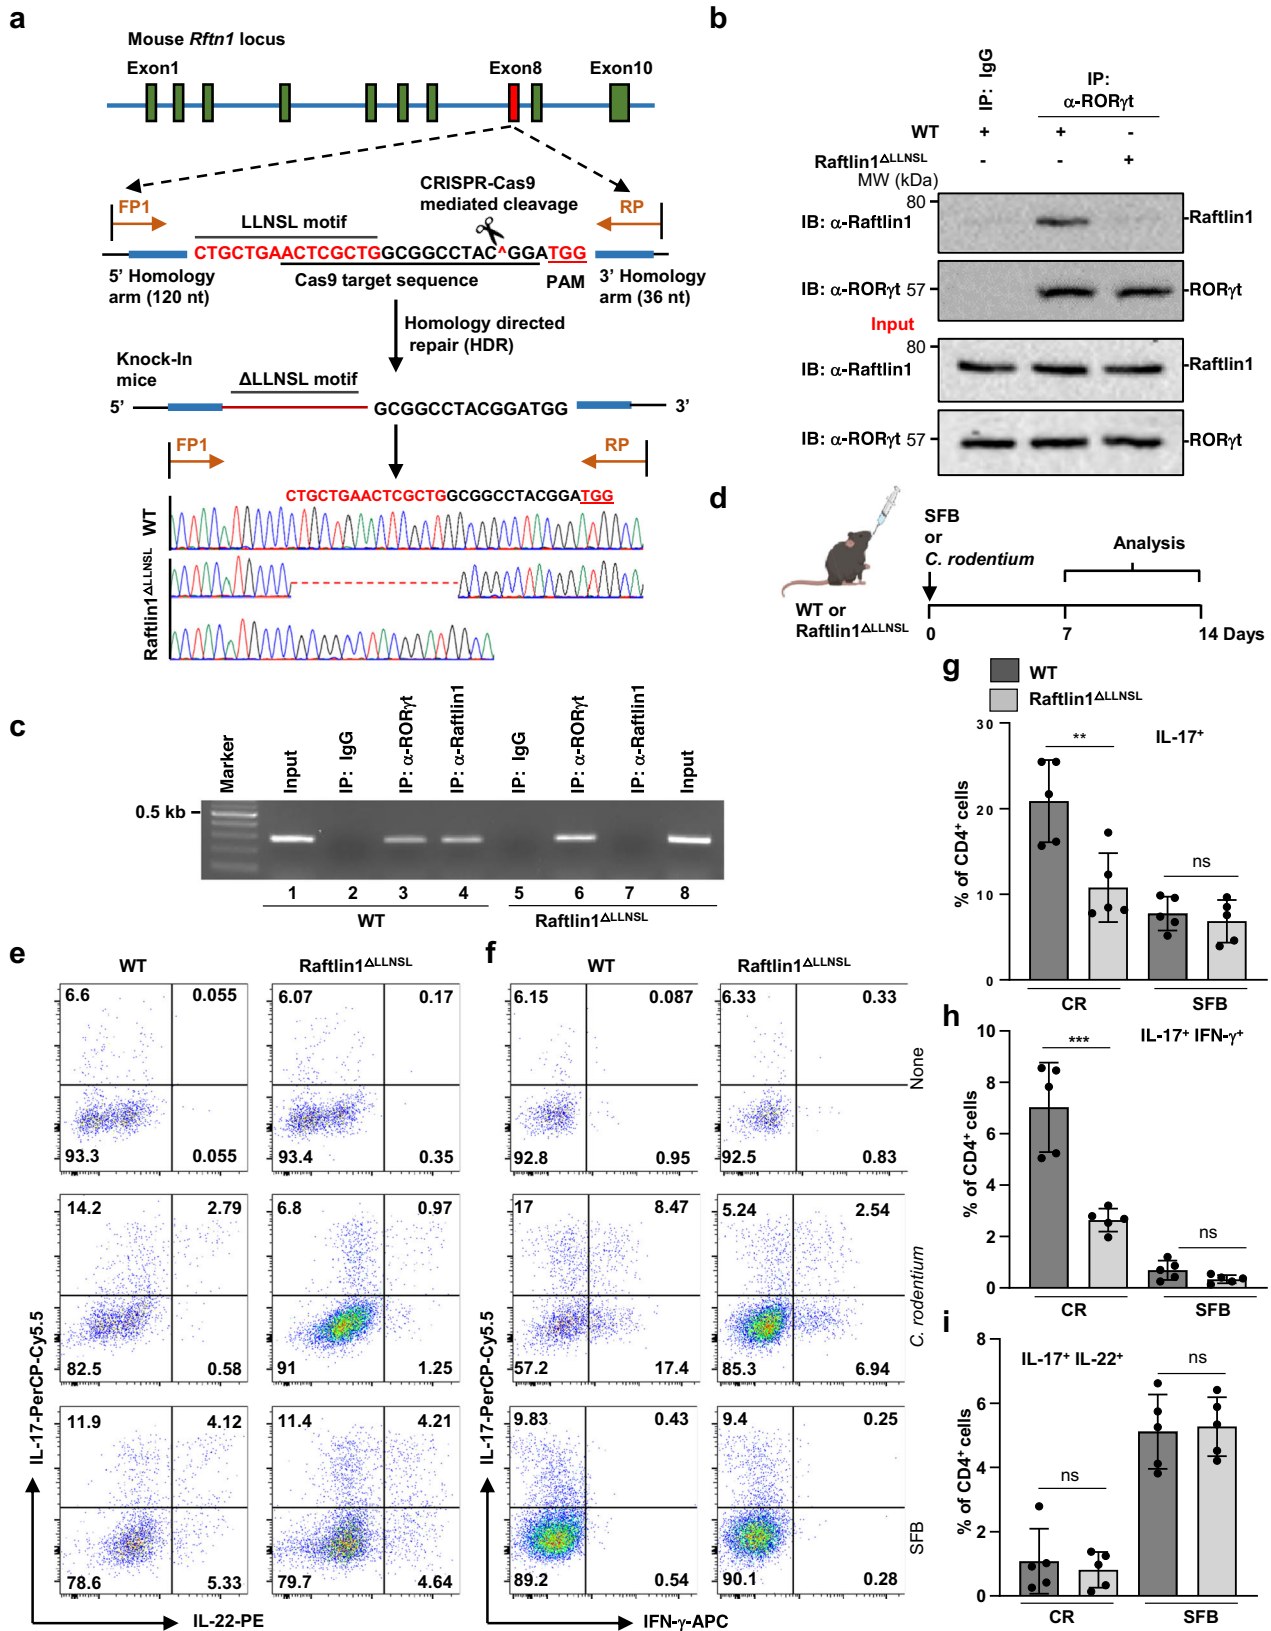 a
Mouse Rftn1 locus
Exon1
Exon8
Exon10
CRISPR-Cas9
mediated cleavage
FP1
RP
LLNSL motif
CTGCTGAACTCGCTGGCGGCCTAC^GGATGG
5’ Homology
arm (120 nt)
Cas9 target sequence
PAM
3’ Homology
arm (36 nt)
Homology directed
repair (HDR)
Knock-In
mice
ΔLLNSL motif
5’
GCGGCCTACGGATGG
3’
FP1
RP
CTGCTGAACTCGCTGGCGGCCTACGGATGG
WT
Raftlin1ΔLLNSL
b
IP: IgG
IP:
α-RORγt
WT
+
+
-
Raftlin1ΔLLNSL
-
-
+
MW (kDa)
80
IB: α-Raftlin1
Raftlin1
IB: α-RORγt
57
RORγt
Input
80
IB: α-Raftlin1
Raftlin1
IB: α-RORγt
57
RORγt
c
Marker
Input
IP: IgG
IP: α-RORγt
IP: α-Raftlin1
IP: IgG
IP: α-RORγt
IP: α-Raftlin1
Input
0.5 kb
1 2 3 4 5 6 7 8
WT
Raftlin1ΔLLNSL
d
SFB
or
C. rodentium
Analysis
WT or
Raftlin1ΔLLNSL
0
7
14 Days
e
WT
Raftlin1ΔLLNSL
6.6 0.055
93.3 0.055
6.07 0.17
93.4 0.35
14.2 2.79
82.5 0.58
6.8 0.97
91 1.25
11.9 4.12
78.6 5.33
11.4 4.21
79.7 4.64
IL-17-PerCP-Cy5.5
IL-22-PE
f
WT
Raftlin1ΔLLNSL
6.15 0.087
92.8 0.95
6.33 0.33
92.5 0.83
None
17 8.47
57.2 17.4
5.24 2.54
85.3 6.94
C. rodentium
9.83 0.43
89.2 0.54
9.4 0.25
90.1 0.28
SFB
IL-17-PerCP-Cy5.5
IFN-γ-APC
g
WT
Raftlin1ΔLLNSL
IL-17+
**
ns
% of CD4+ cells
30
20
10
0
CR
SFB
h
IL-17+ IFN-γ+
***
ns
% of CD4+ cells
10
8
6
4
2
0
CR
SFB
i
IL-17+ IL-22+
ns
ns
% of CD4+ cells
8
6
4
2
0
CR
SFB